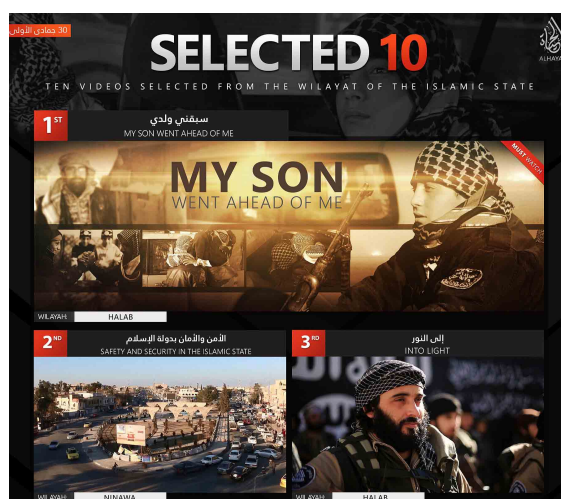 30 جمادى الأولى
SELECTED 10
ALHAYAT
TEN VIDEOS SELECTED FROM THE WILAYAT OF THE ISLAMIC STATE
1ST
سبقني ولدي
MY SON WENT AHEAD OF ME
MUST WATCH
MY SON
WENT AHEAD OF ME
WILAYAH: HALAB
2ND
الأمن والأمان بدولة الإسلام
SAFETY AND SECURITY IN THE ISLAMIC STATE
3RD
إلى النور
INTO LIGHT
WILAYAH: NINAWA
WILAYAH: HALAB